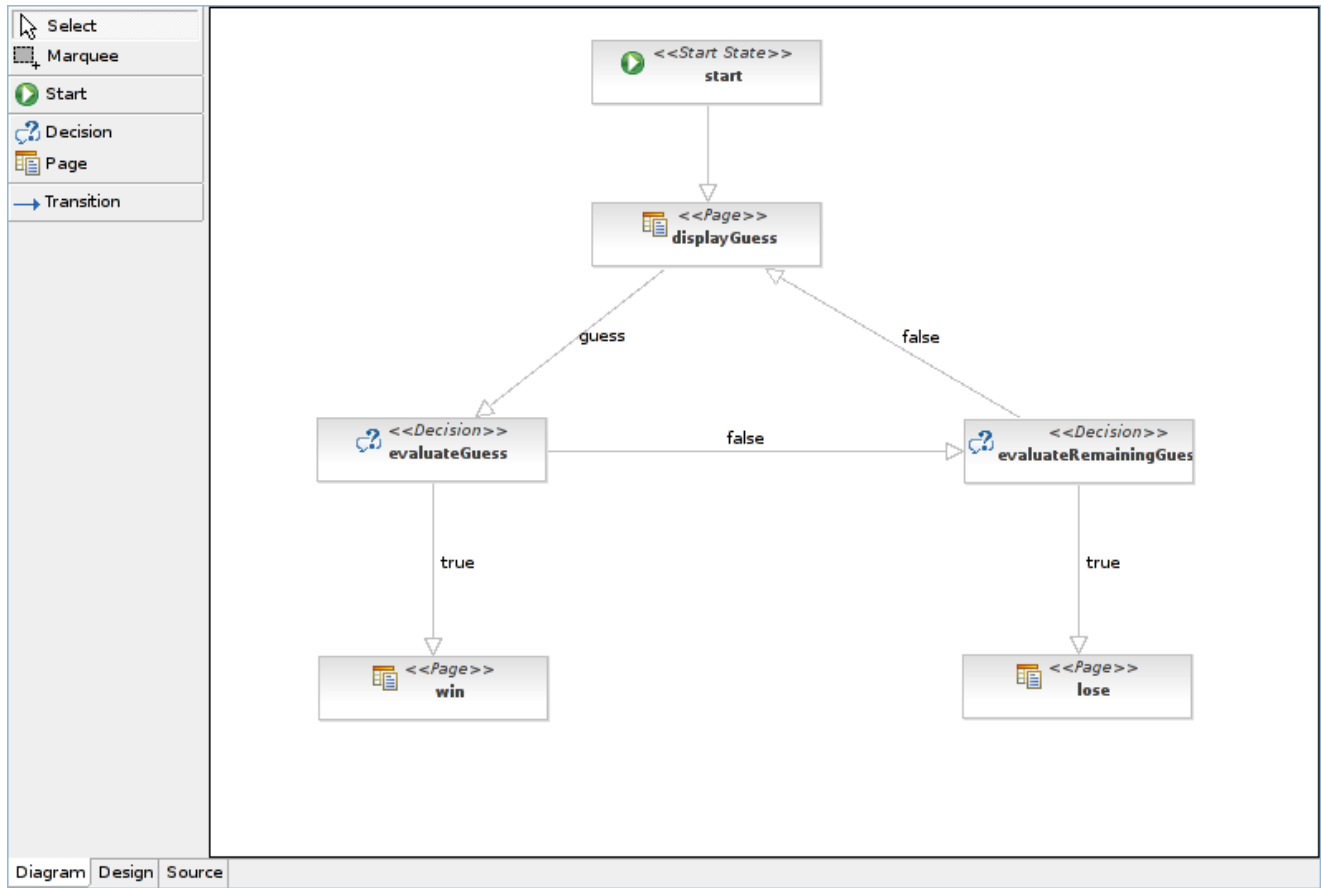 Select
Marquee
Start
Decision
Page
Transition
<<Start State>>
start
<<Page>>
displayGuess
guess
false
<<Decision>>
evaluateGuess
false
<<Decision>>
evaluateRemainingGues
true
true
<<Page>>
win
<<Page>>
lose
Diagram Design Source